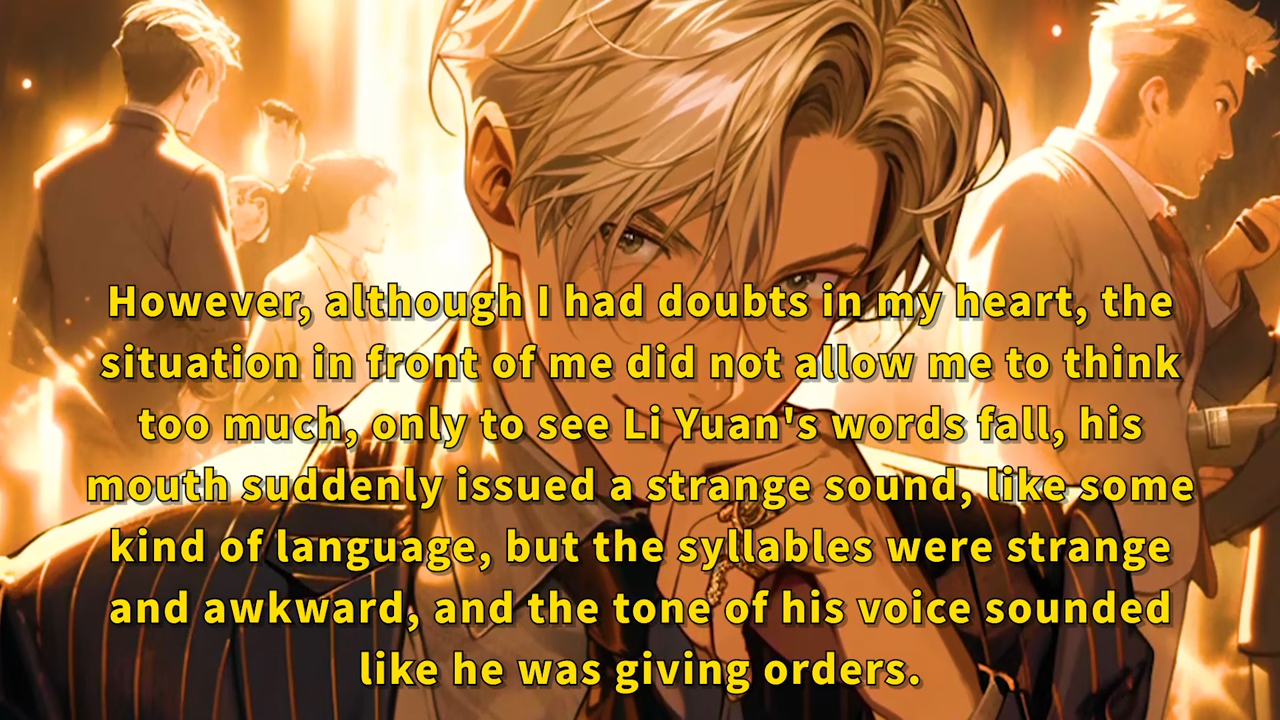 However, although I had doubts in my heart, the
situation in front of me did not allow me to think
too much, only to see Li Yuan's words fall, his
mouth suddenly issued a strange sound, like some
kind of language, but the syllables were strange
and awkward, and the tone of his voice sounded
like he was giving orders.